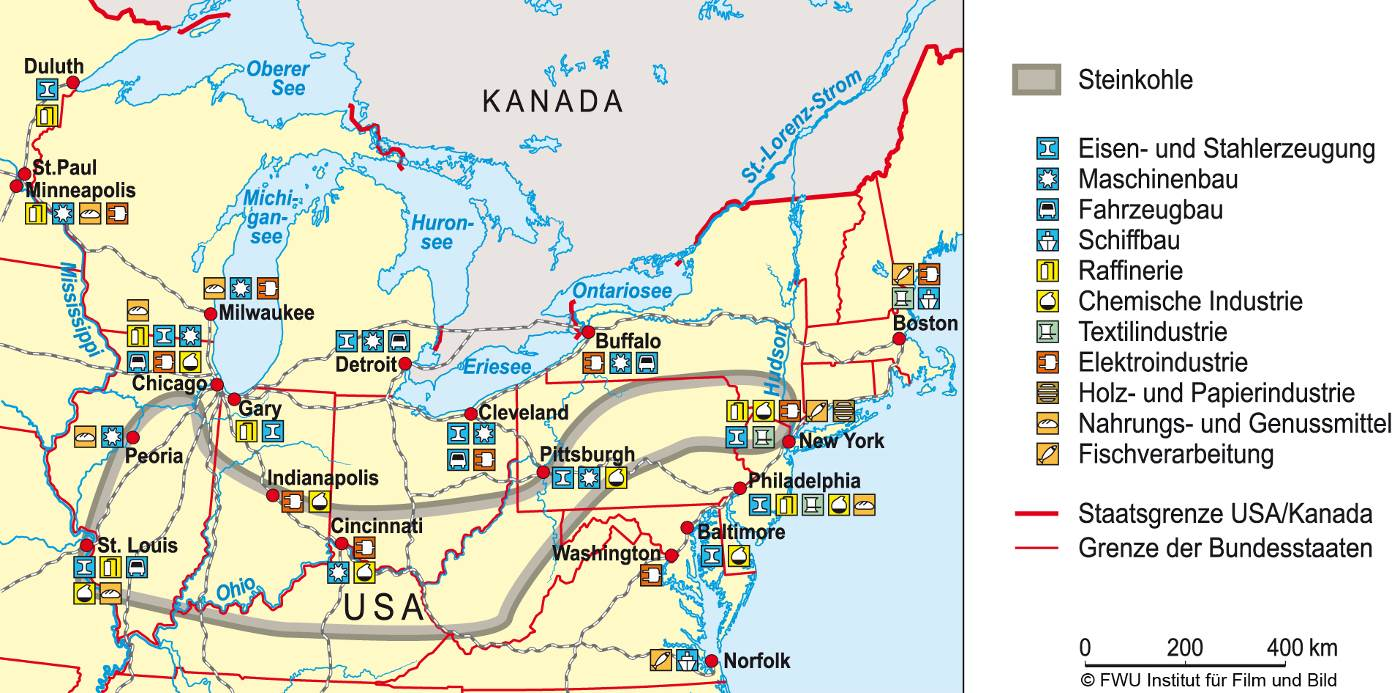 Duluth
Oberer
See
KANADA
St.-Lorenz-Strom
St.Paul
Minneapolis
Michi-
gan-
see
Huron-
see
Mississippi
Ontariosee
Milwaukee
Boston
Buffalo
Detroit
Eriesee
Hudson
Chicago
Gary
Cleveland
New York
Peoria
Pittsburgh
Indianapolis
Philadelphia
Cincinnati
Baltimore
St. Louis
Washington
Ohio
USA
Norfolk
Steinkohle
Eisen- und Stahlerzeugung
Maschinenbau
Fahrzeugbau
Schiffbau
Raffinerie
Chemische Industrie
Textilindustrie
Elektroindustrie
Holz- und Papierindustrie
Nahrungs- und Genussmittel
Fischverarbeitung
Staatsgrenze USA/Kanada
Grenze der Bundesstaaten
0 200 400 km
© FWU Institut für Film und Bild